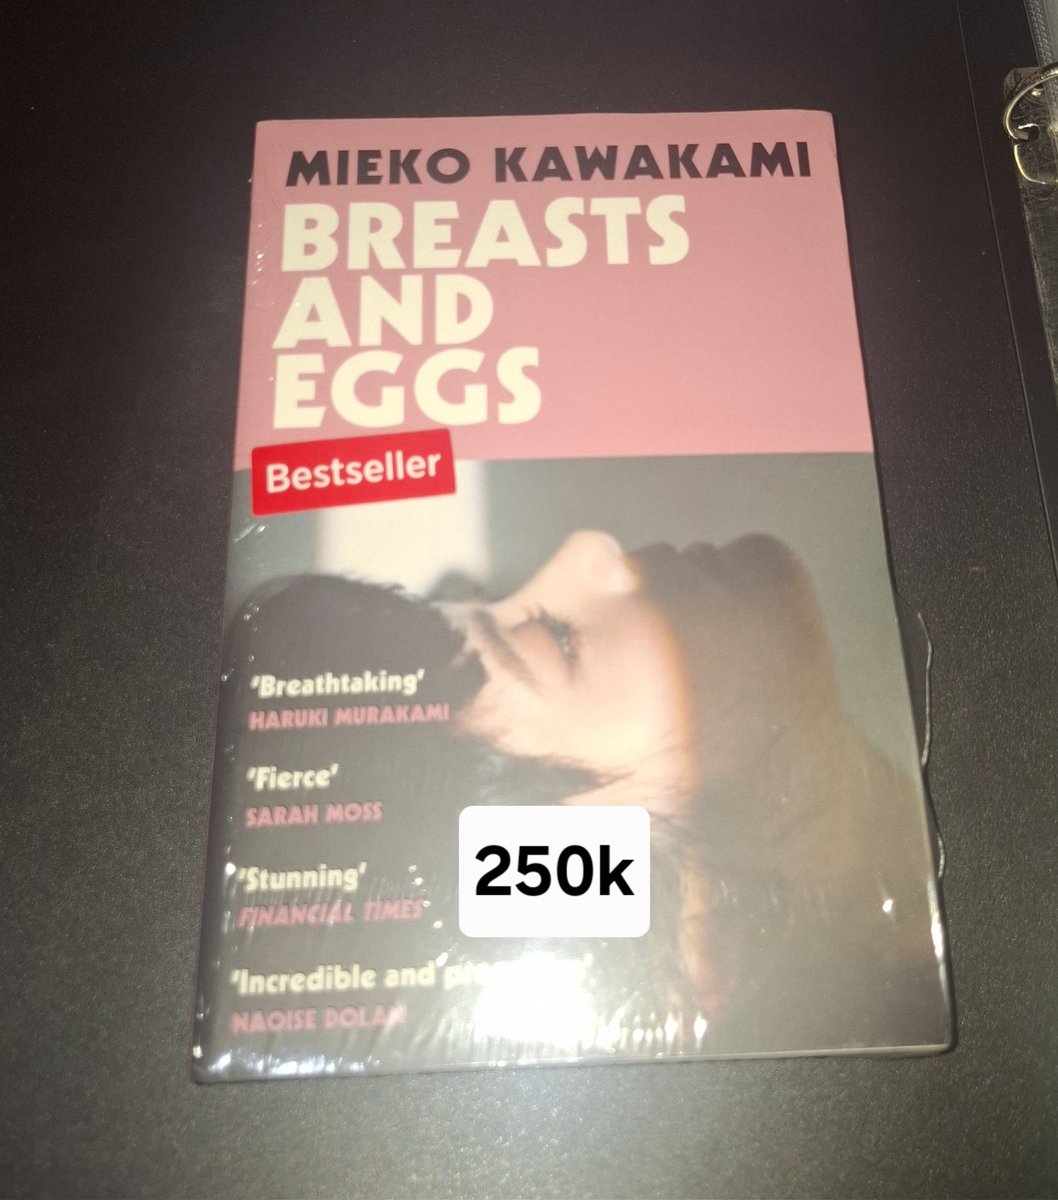 MIEKO KAWAKAMI
BREASTS
AND
EGGS
Bestseller
'Breathtaking'
HARUKI MURAKAMI
'Fierce'
SARAH MOSS
250k
'Stunning'
FINANCIAL TIMES
'Incredible and
NAOISE DOLAN